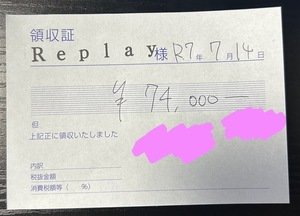 領収証
Replay様 R7年7月14日
¥74,000―
但
上記正に領収いたしました
内訳
税抜金額
消費税額等（　％）